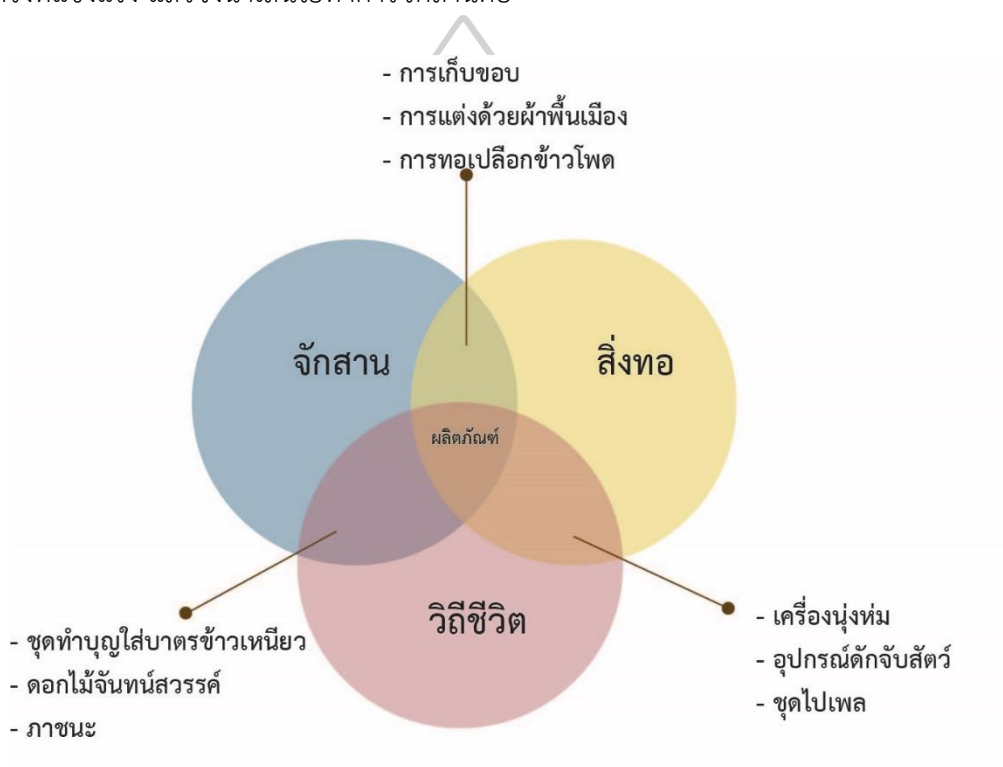 - การเก็บขอบ
- การแต่งด้วยผ้าพื้นเมือง
- การทอเปลือกข้าวโพด
จักสาน
สิ่งทอ
ผลิตภัณฑ์
วิถีชีวิต
- ชุดทำบุญใส่บาตรข้าวเหนียว
- ดอกไม้จันทน์สวรรค์
- ภาชนะ
- เครื่องนุ่งห่ม
- อุปกรณ์ดักจับสัตว์
- ชุดไปเพล